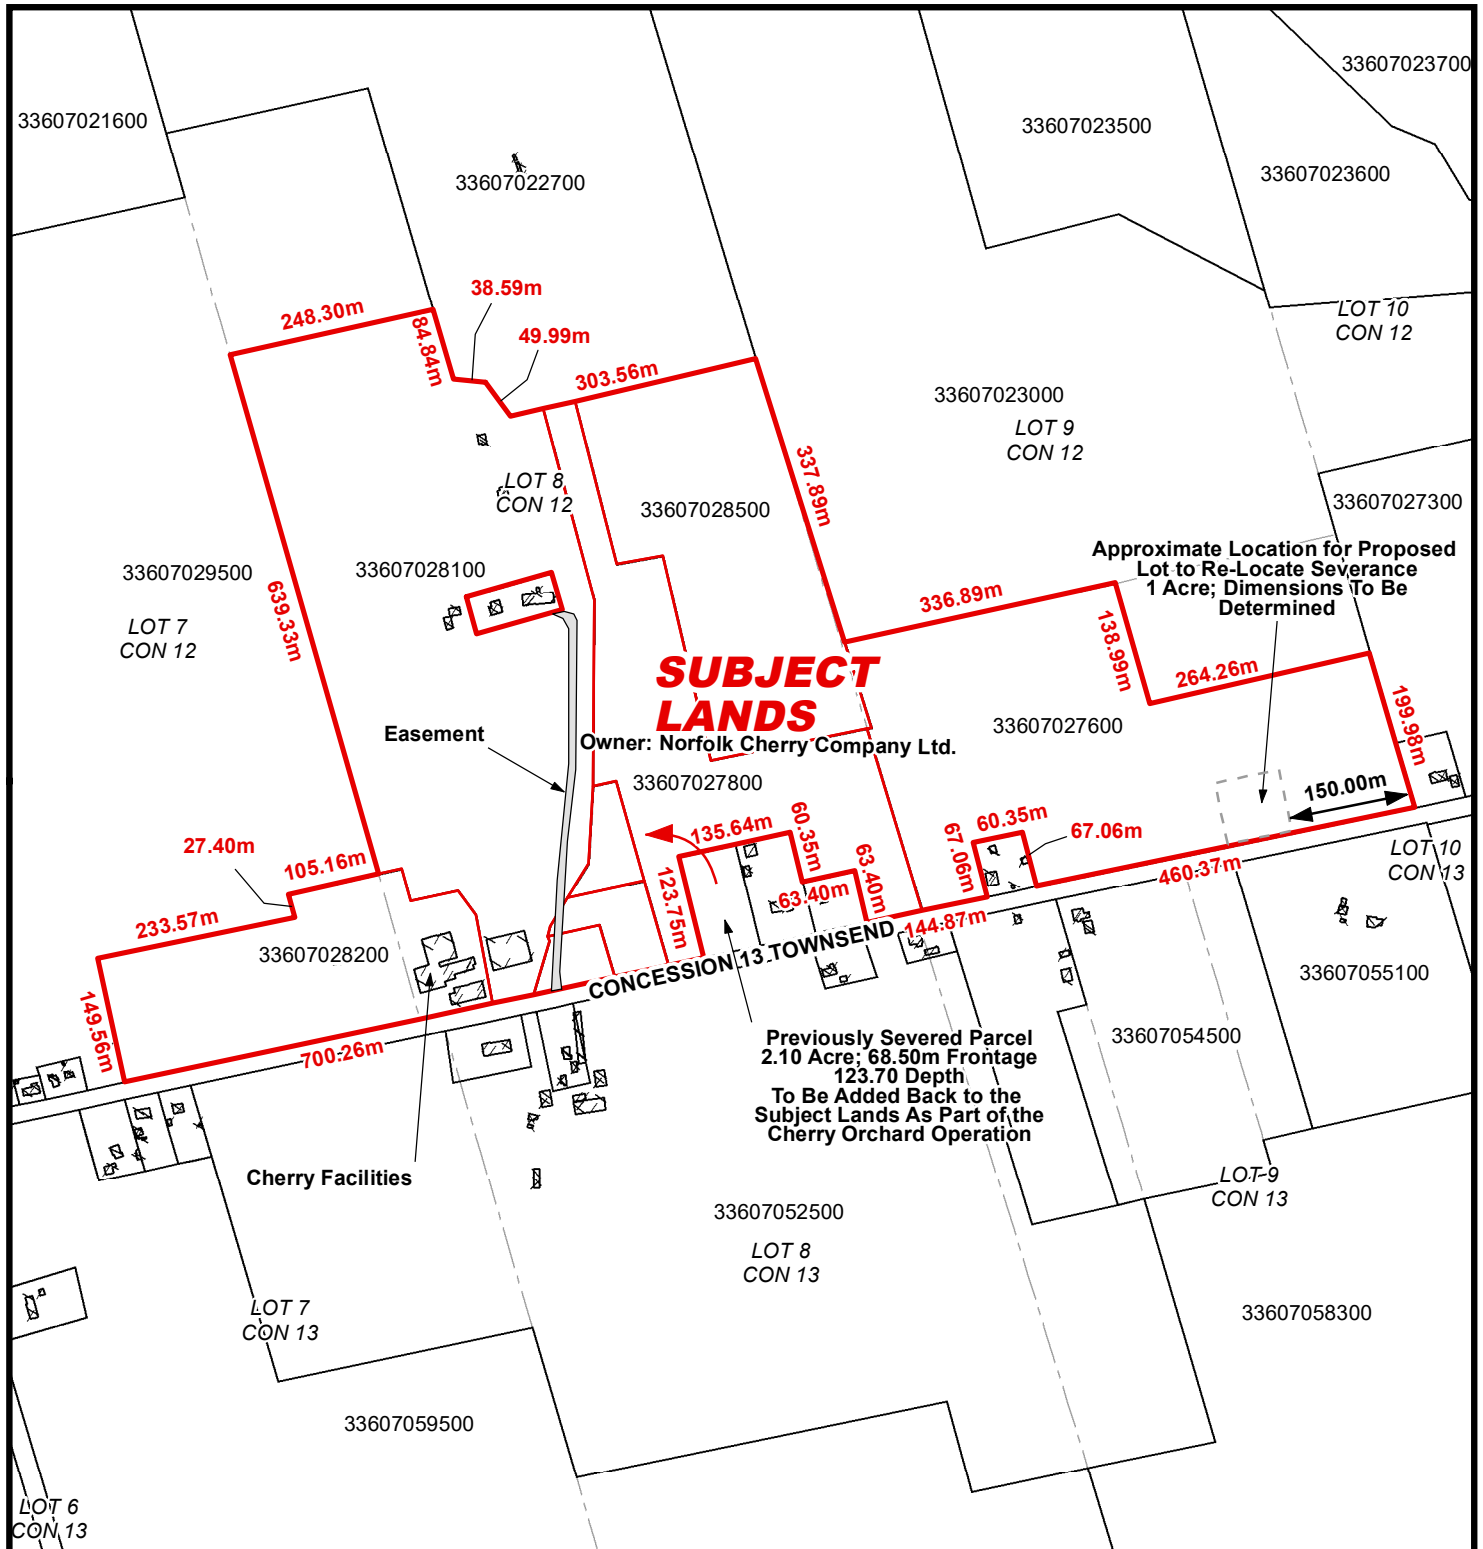 33607023700
33607021600
33607023500
33607023600
33607022700
38.59m
248.30m
84.84m
49.99m
LOT 10
CON 12
303.56m
33607023000
LOT 9
CON 12
337.89m
LOT 8
CON 12
33607028500
33607027300
Approximate Location for Proposed
Lot to Re-Locate Severance
1 Acre; Dimensions To Be
Determined
33607029500
33607028100
639.33m
336.89m
LOT 7
CON 12
138.99m
SUBJECT
LANDS
264.26m
199.98m
33607027600
Easement
Owner: Norfolk Cherry Company Ltd.
33607027800
150.00m
135.64m
60.35m
60.35m
67.06m
67.06m
27.40m
105.16m
LOT 10
CON 13
460.37m
63.40m
63.40m
123.75m
233.57m
144.87m
33607028200
CONCESSION 13 TOWNSEND
33607055100
149.56m
700.26m
33607054500
Previously Severed Parcel
2.10 Acre; 68.50m Frontage
123.70 Depth
To Be Added Back to the
Subject Lands As Part of the
Cherry Orchard Operation
Cherry Facilities
LOT 9
CON 13
33607052500
LOT 8
CON 13
LOT 7
CON 13
33607058300
33607059500
LOT 6
CON 13